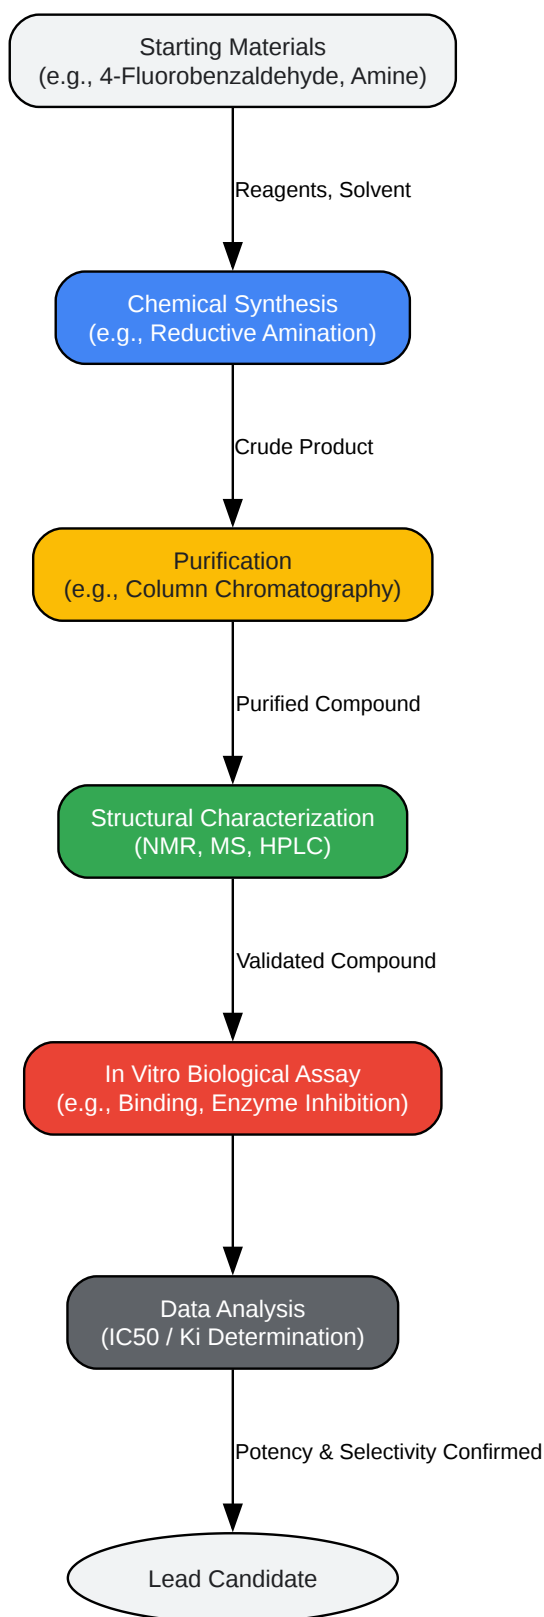 Starting Materials
(e.g., 4-Fluorobenzaldehyde, Amine)
Reagents, Solvent
Chemical Synthesis
(e.g., Reductive Amination)
Crude Product
Purification
(e.g., Column Chromatography)
Purified Compound
Structural Characterization
(NMR, MS, HPLC)
Validated Compound
In Vitro Biological Assay
(e.g., Binding, Enzyme Inhibition)
Data Analysis
(IC50 / Ki Determination)
Potency & Selectivity Confirmed
Lead Candidate